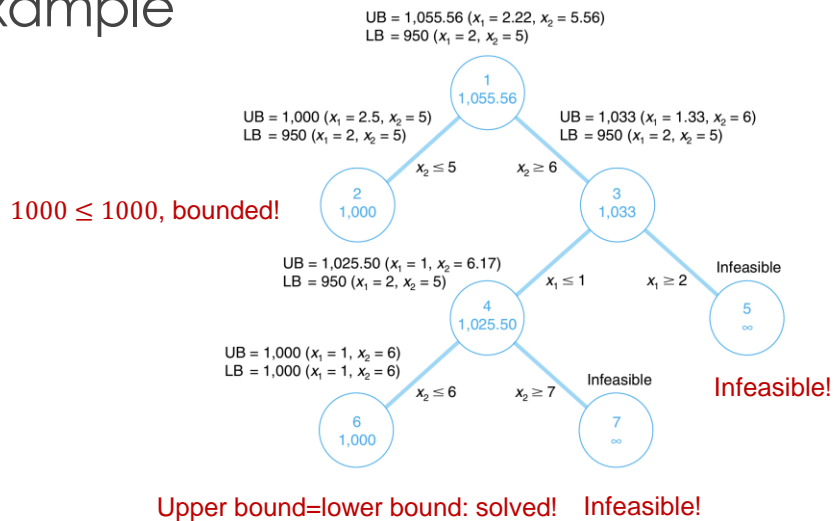 xample
UB = 1,055.56 (x₁ = 2.22, x₂ = 5.56)
LB = 950 (x₁ = 2, x₂ = 5)
1
1,055.56
UB = 1,000 (x₁ = 2.5, x₂ = 5)
LB = 950 (x₁ = 2, x₂ = 5)
UB = 1,033 (x₁ = 1.33, x₂ = 6)
LB = 950 (x₁ = 2, x₂ = 5)
x₂ ≤ 5
x₂ ≥ 6
1000 ≤ 1000, bounded!
2
1,000
3
1,033
UB = 1,025.50 (x₁ = 1, x₂ = 6.17)
LB = 950 (x₁ = 2, x₂ = 5)
x₁ ≤ 1
x₁ ≥ 2
Infeasible
4
1,025.50
5
∞
Infeasible!
UB = 1,000 (x₁ = 1, x₂ = 6)
LB = 1,000 (x₁ = 1, x₂ = 6)
x₂ ≤ 6
x₂ ≥ 7
Infeasible
6
1,000
7
∞
Upper bound=lower bound: solved!
Infeasible!